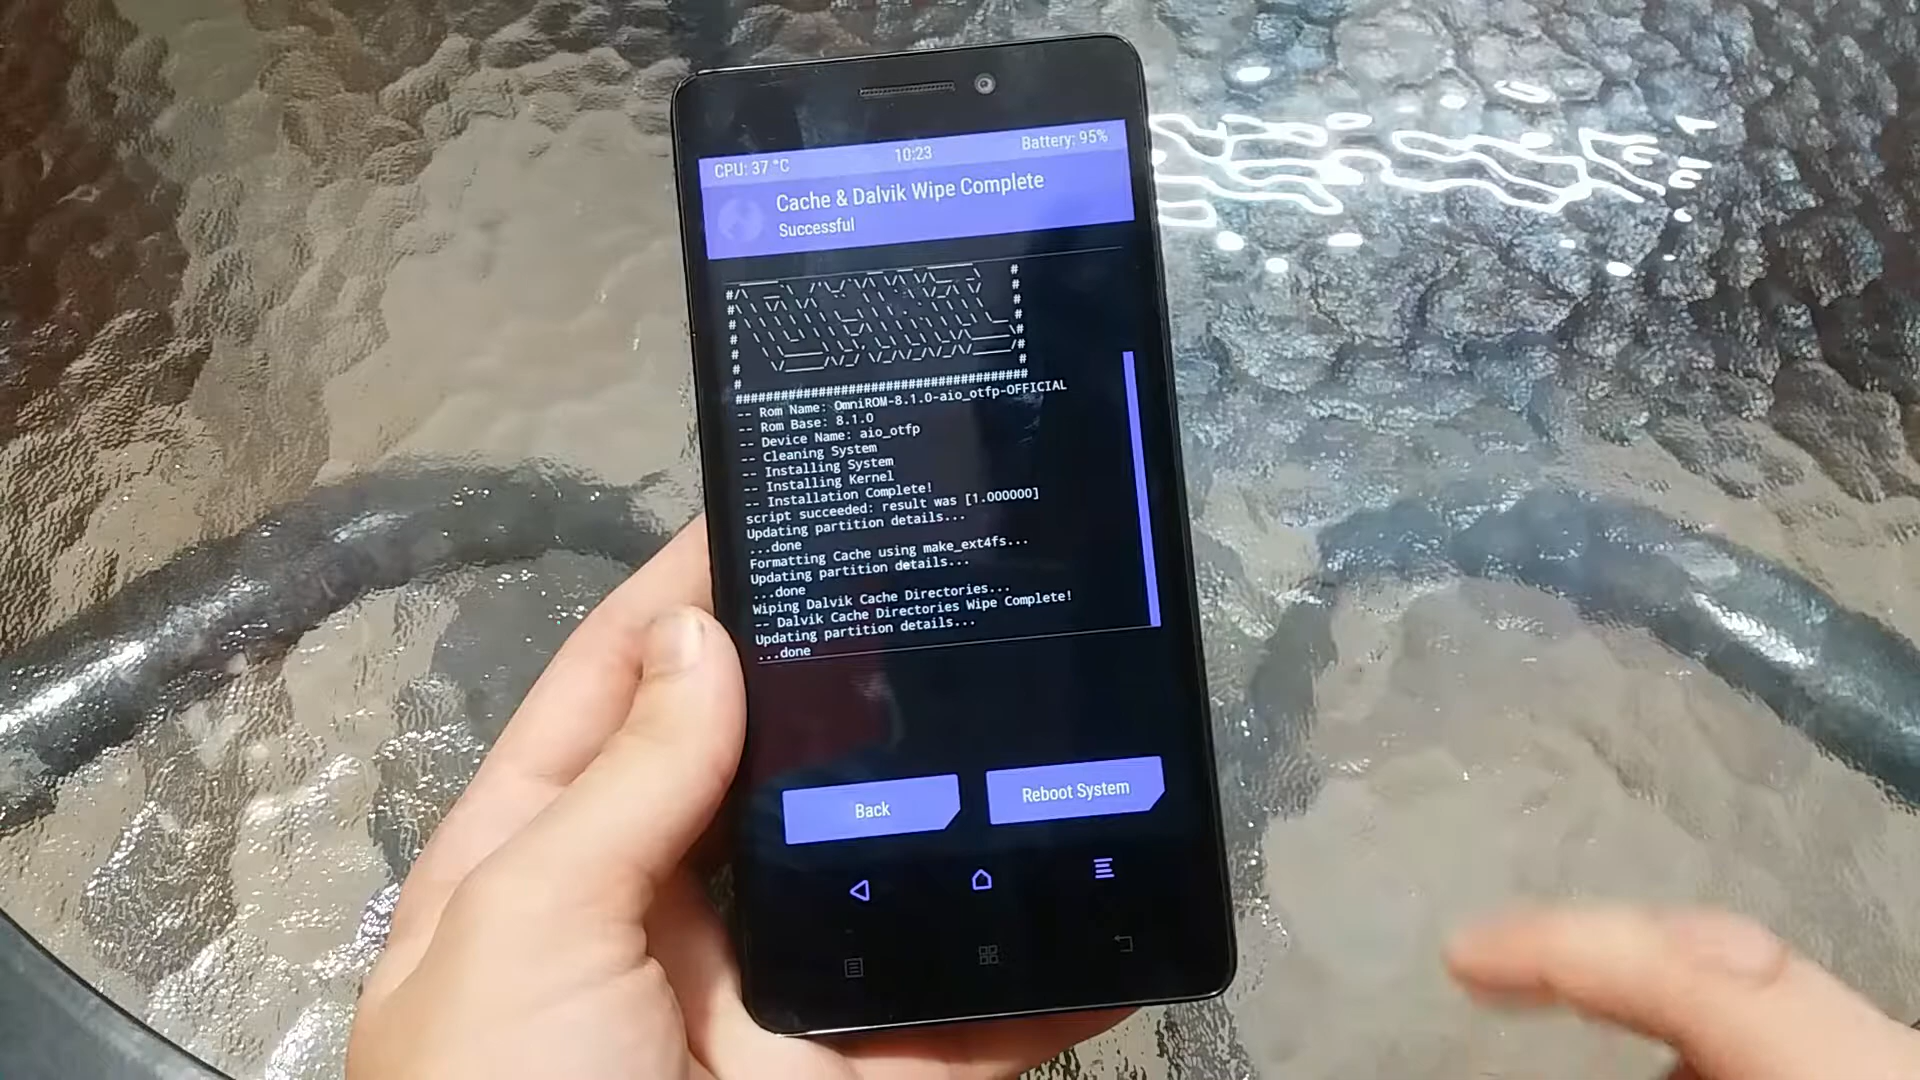 CPU: 37 °C 10:23 Battery: 95%
Cache & Dalvik Wipe Complete
Successful
#####################################
-- Rom Name: OmniROM-8.1.0-aio_otfp-OFFICIAL
-- Rom Base: 8.1.0
-- Device Name: aio_otfp
-- Cleaning System
-- Installing System
-- Installing Kernel
-- Installation Complete!
script succeeded: result was [1.000000]
Updating partition details...
...done
Formatting Cache using make_ext4fs...
Updating partition details...
...done
Wiping Dalvik Cache Directories...
-- Dalvik Cache Directories Wipe Complete!
Updating partition details...
...done
Back Reboot System